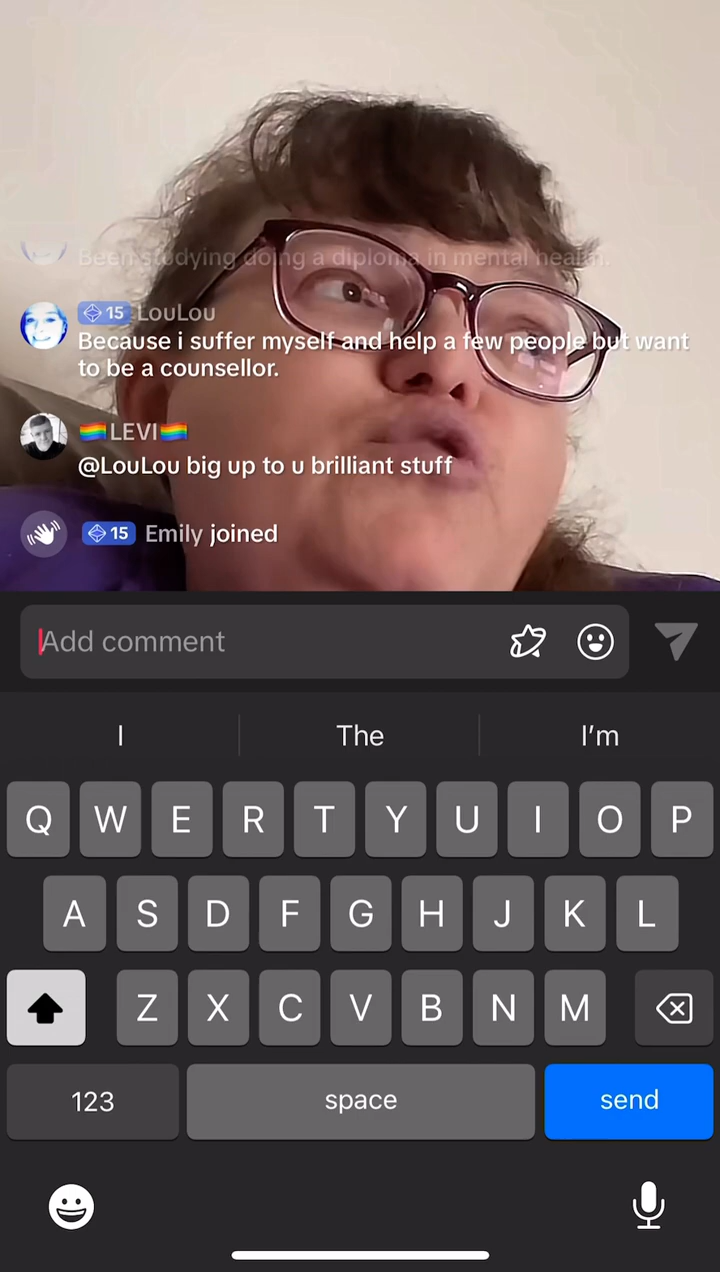 Been studying doing a diploma in mental health.
15 LouLou
Because i suffer myself and help a few people but want
to be a counsellor.
🏳️‍🌈LEVI🏳️‍🌈
@LouLou big up to u brilliant stuff
15 Emily joined
Add comment
I The I’m
Q W E R T Y U I O P
A S D F G H J K L
Z X C V B N M
123 space send